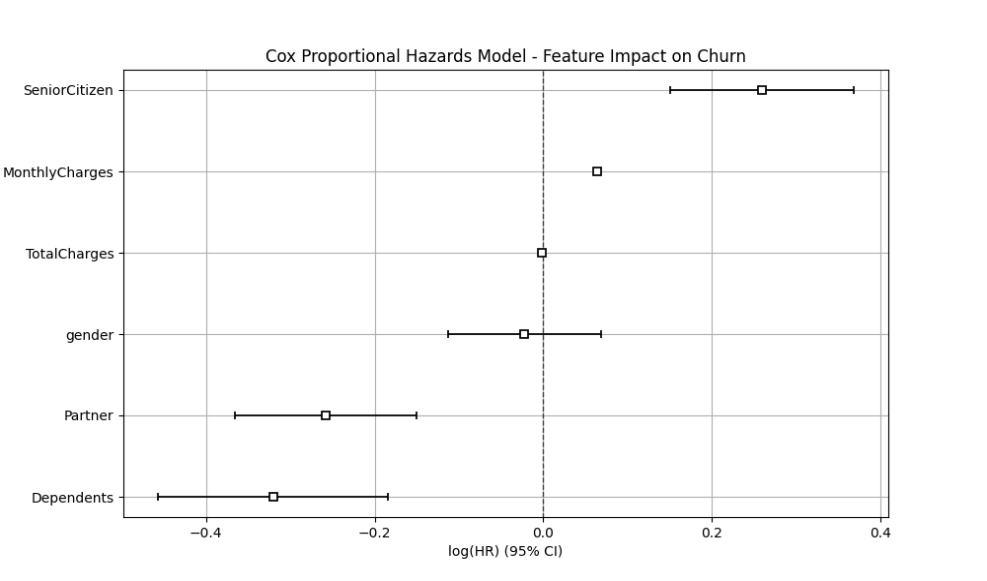 Cox Proportional Hazards Model - Feature Impact on Churn
SeniorCitizen
MonthlyCharges
TotalCharges
gender
Partner
Dependents
−0.4
−0.2
0.0
0.2
0.4
log(HR) (95% CI)